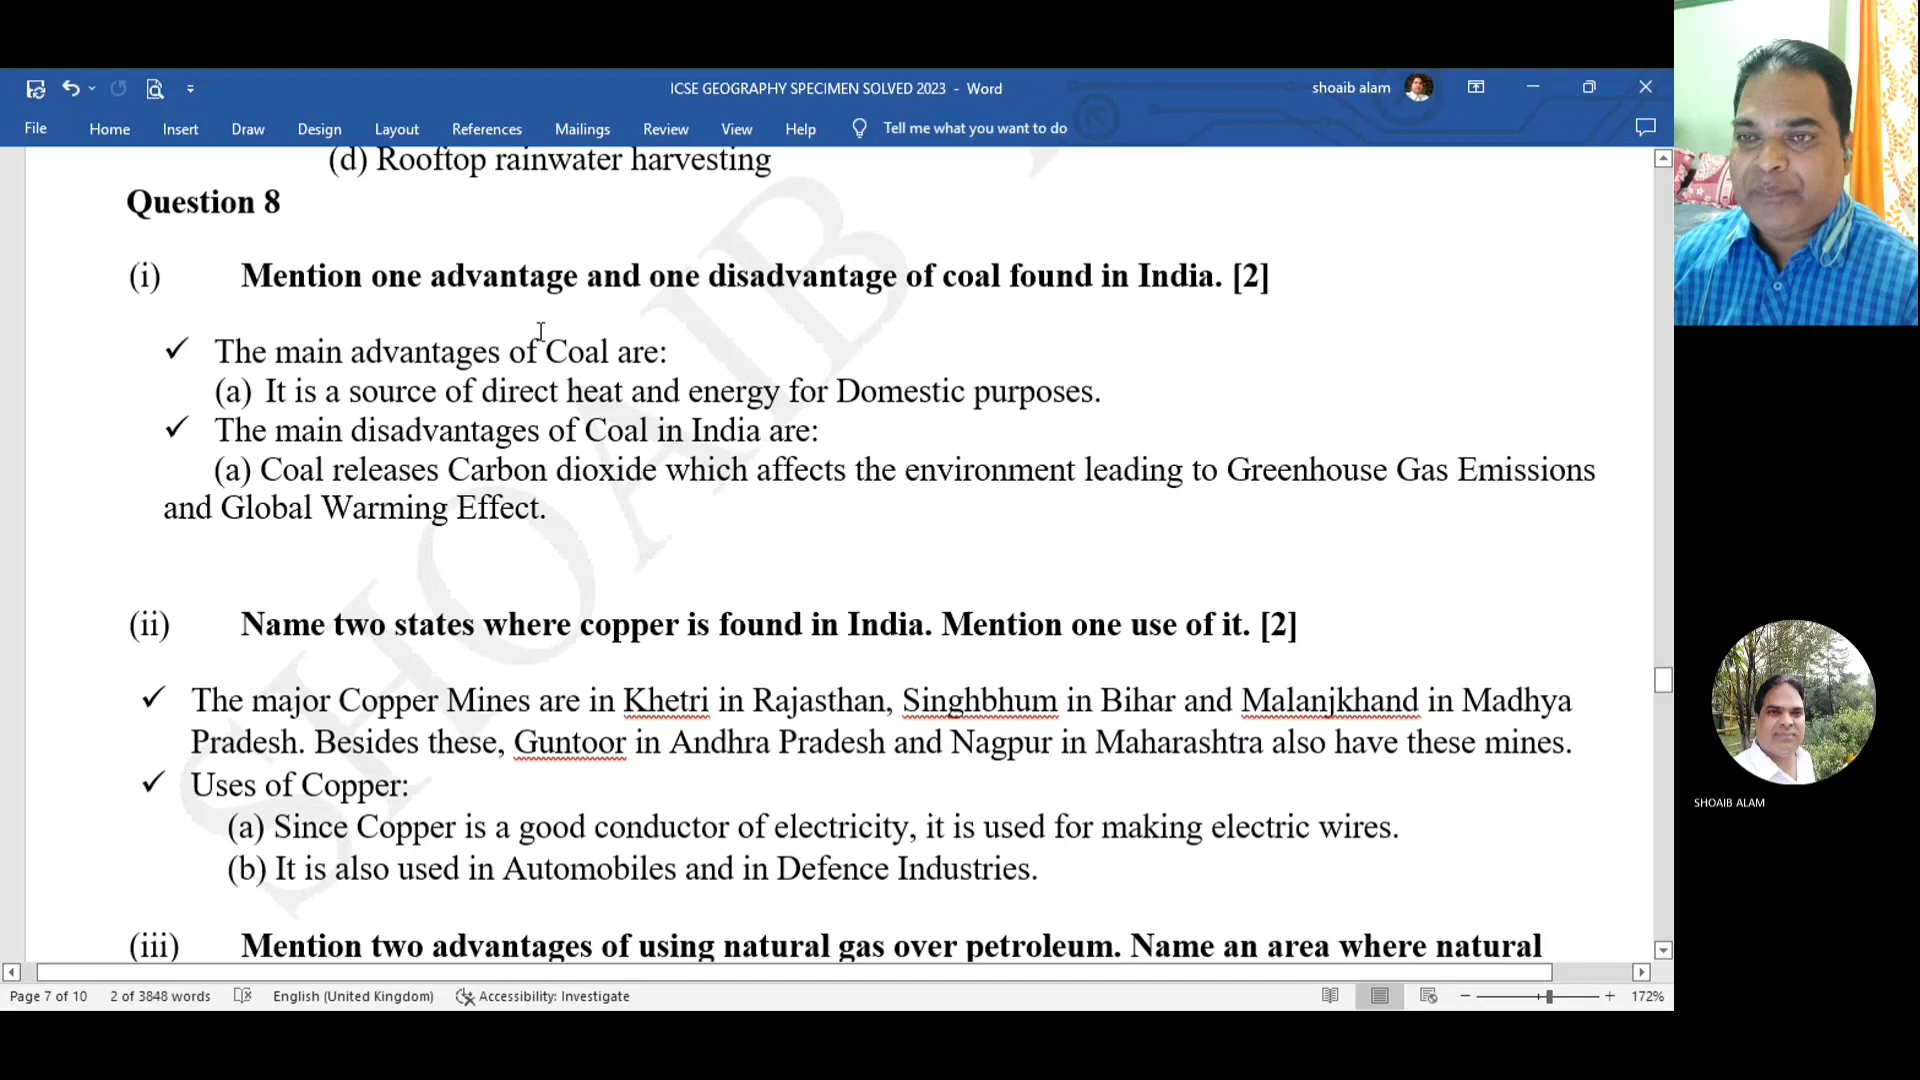 ICSE GEOGRAPHY SPECIMEN SOLVED 2023 - Word
shoaib alam
File Home Insert Draw Design Layout References Mailings Review View Help Tell me what you want to do
(d) Rooftop rainwater harvesting
Question 8
(i) Mention one advantage and one disadvantage of coal found in India. [2]
✓ The main advantages of Coal are:
(a) It is a source of direct heat and energy for Domestic purposes.
✓ The main disadvantages of Coal in India are:
(a) Coal releases Carbon dioxide which affects the environment leading to Greenhouse Gas Emissions
and Global Warming Effect.
(ii) Name two states where copper is found in India. Mention one use of it. [2]
✓ The major Copper Mines are in Khetri in Rajasthan, Singhbhum in Bihar and Malanjkhand in Madhya
Pradesh. Besides these, Guntoor in Andhra Pradesh and Nagpur in Maharashtra also have these mines.
✓ Uses of Copper:
(a) Since Copper is a good conductor of electricity, it is used for making electric wires.
(b) It is also used in Automobiles and in Defence Industries.
(iii) Mention two advantages of using natural gas over petroleum. Name an area where natural
SHOAIB
Page 7 of 10 2 of 3848 words English (United Kingdom) Accessibility: Investigate 172%
SHOAIB ALAM